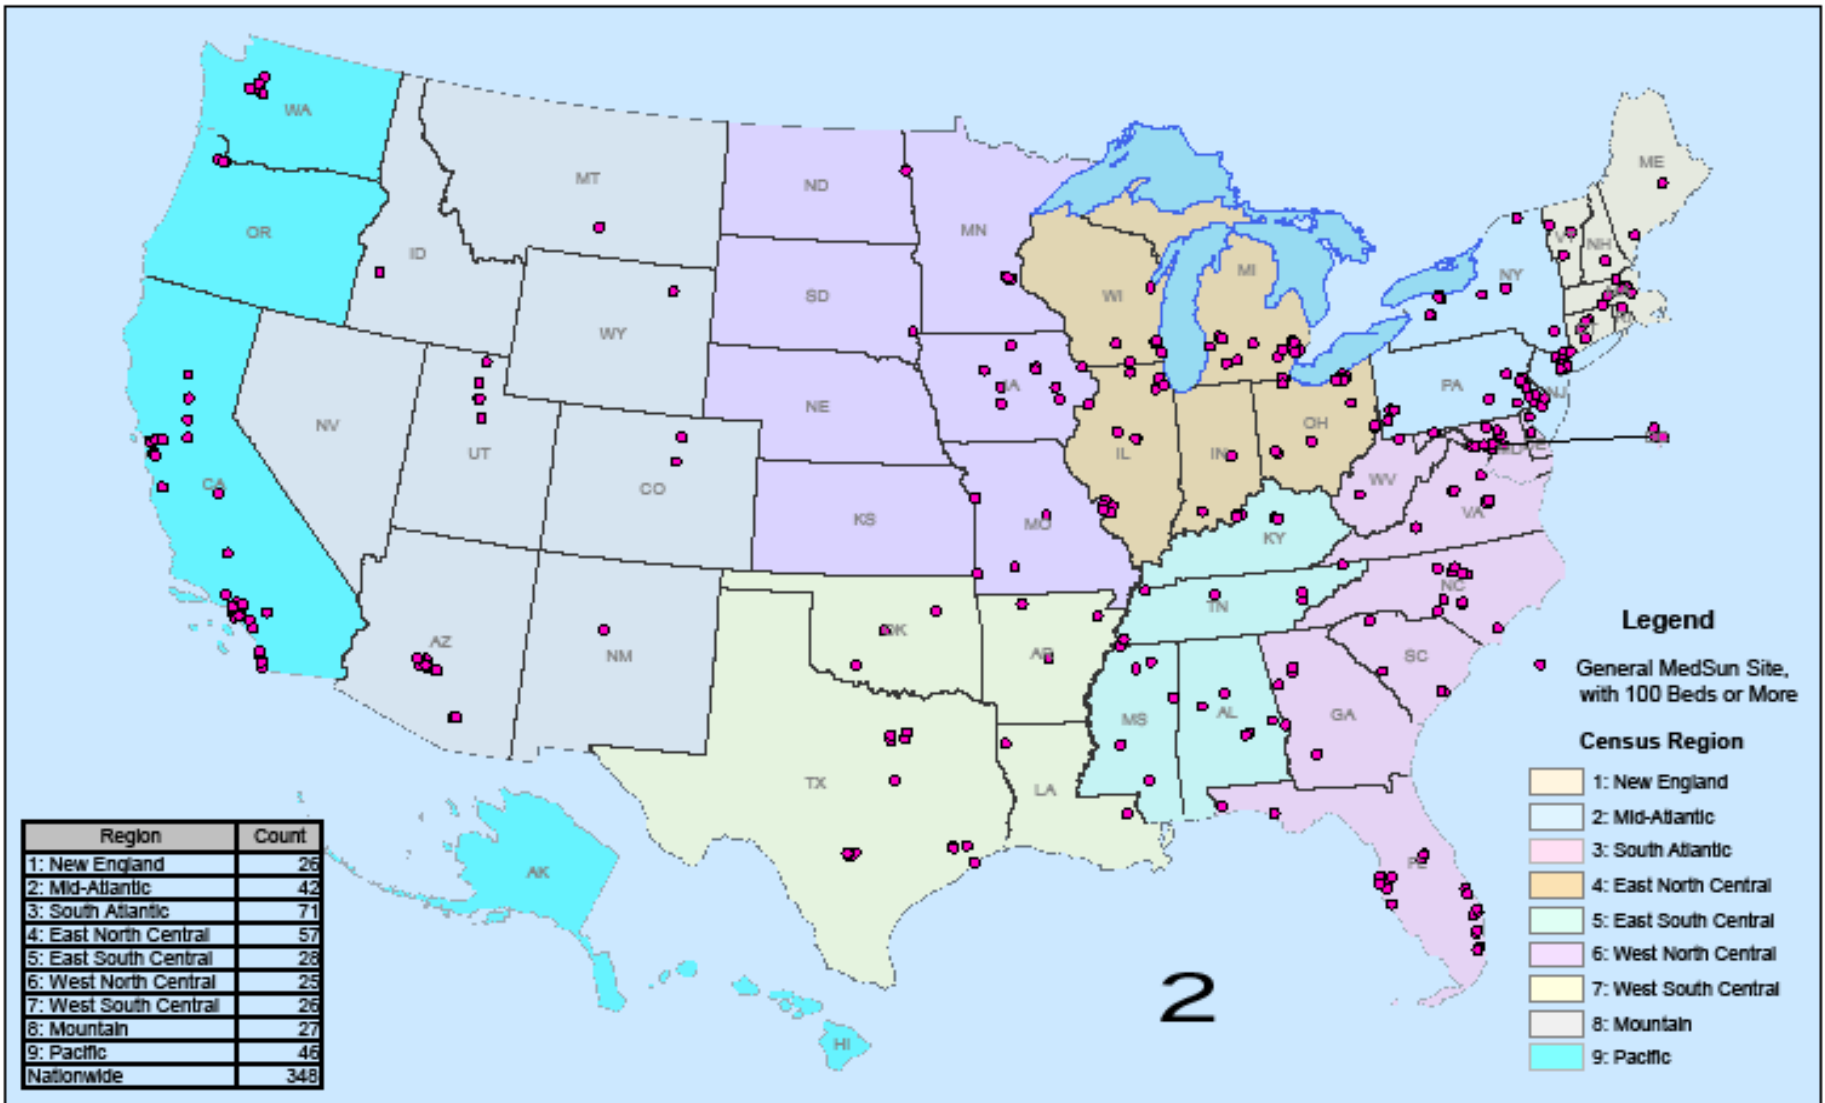 WA
OR
CA
ID
MT
NV
UT
WY
CO
AZ
NM
ND
SD
NE
KS
MN
IA
MO
WI
MI
IL
IN
OH
KY
TN
MS
AL
OK
TX
LA
GA
SC
NC
VA
WV
PA
NY
NJ
NH
ME
AK
HI
2
Legend
General MedSun Site,
with 100 Beds or More
Census Region
1: New England
2: Mid-Atlantic
3: South Atlantic
4: East North Central
5: East South Central
6: West North Central
7: West South Central
8: Mountain
9: Pacific
Region Count
1: New England 26
2: Mid-Atlantic 42
3: South Atlantic 71
4: East North Central 57
5: East South Central 28
6: West North Central 25
7: West South Central 26
8: Mountain 27
9: Pacific 46
Nationwide 348